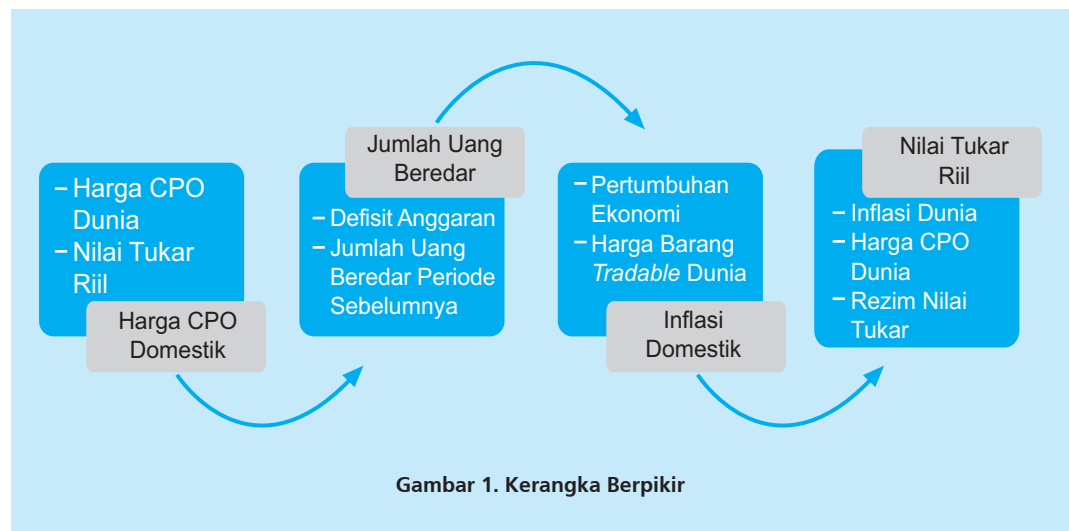 – Harga CPO
Dunia
– Nilai Tukar
Riil
Harga CPO
Domestik
Jumlah Uang
Beredar
– Defisit Anggaran
– Jumlah Uang
Beredar Periode
Sebelumnya
– Pertumbuhan
Ekonomi
– Harga Barang
Tradable Dunia
Inflasi
Domestik
Nilai Tukar
Riil
– Inflasi Dunia
– Harga CPO
Dunia
– Rezim Nilai
Tukar
Gambar 1. Kerangka Berpikir